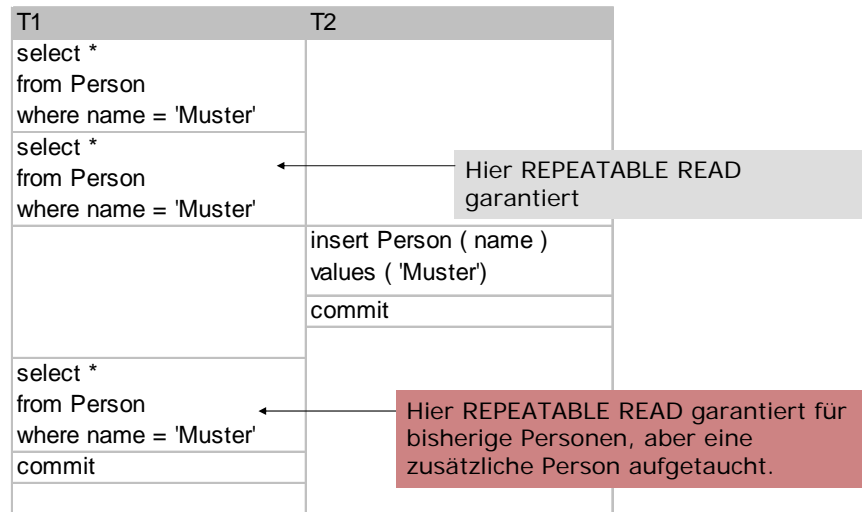 T1 T2
select *
from Person
where name = 'Muster'
select *
from Person
where name = 'Muster'
Hier REPEATABLE READ
garantiert
insert Person ( name )
values ( 'Muster')
commit
select *
from Person
where name = 'Muster'
commit
Hier REPEATABLE READ garantiert für
bisherige Personen, aber eine
zusätzliche Person aufgetaucht.